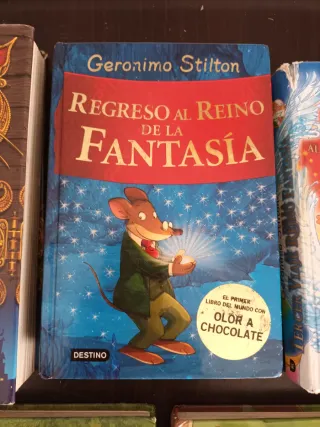 Geronimo Stilton
REGRESO AL REINO
DE LA
FANTASÍA
EL PRIMER
LIBRO DEL MUNDO CON
OLOR A
CHOCOLATE
DESTINO